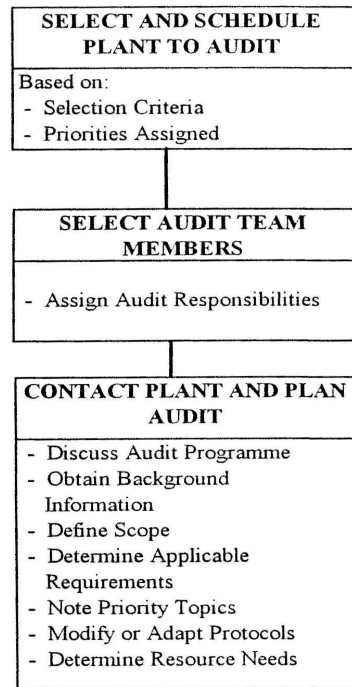 SELECT AND SCHEDULE
PLANT TO AUDIT
Based on:
- Selection Criteria
- Priorities Assigned
SELECT AUDIT TEAM
MEMBERS
- Assign Audit Responsibilities
CONTACT PLANT AND PLAN
AUDIT
- Discuss Audit Programme
- Obtain Background
Information
- Define Scope
- Determine Applicable
Requirements
- Note Priority Topics
- Modify or Adapt Protocols
- Determine Resource Needs